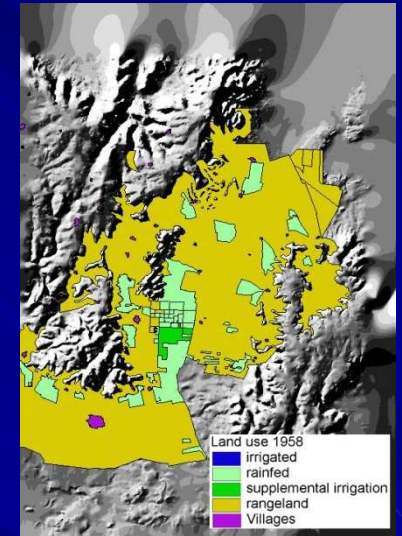 Land use 1958
irrigated
rainfed
supplemental irrigation
rangeland
Villages